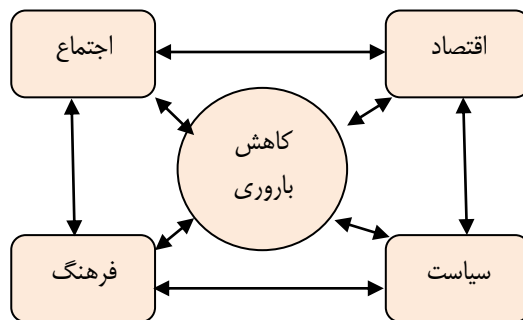 اقتصاد
اجتماع
کاهش
باروری
سیاست
فرهنگ